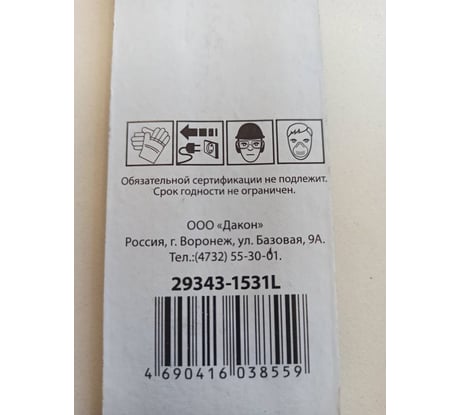 Обязательной сертификации не подлежит.
Срок годности не ограничен.
ООО «Дакон»
Россия, г. Воронеж, ул. Базовая, 9А.
Тел.:(4732) 55-30-01.
29343-1531L
4 690416 038559